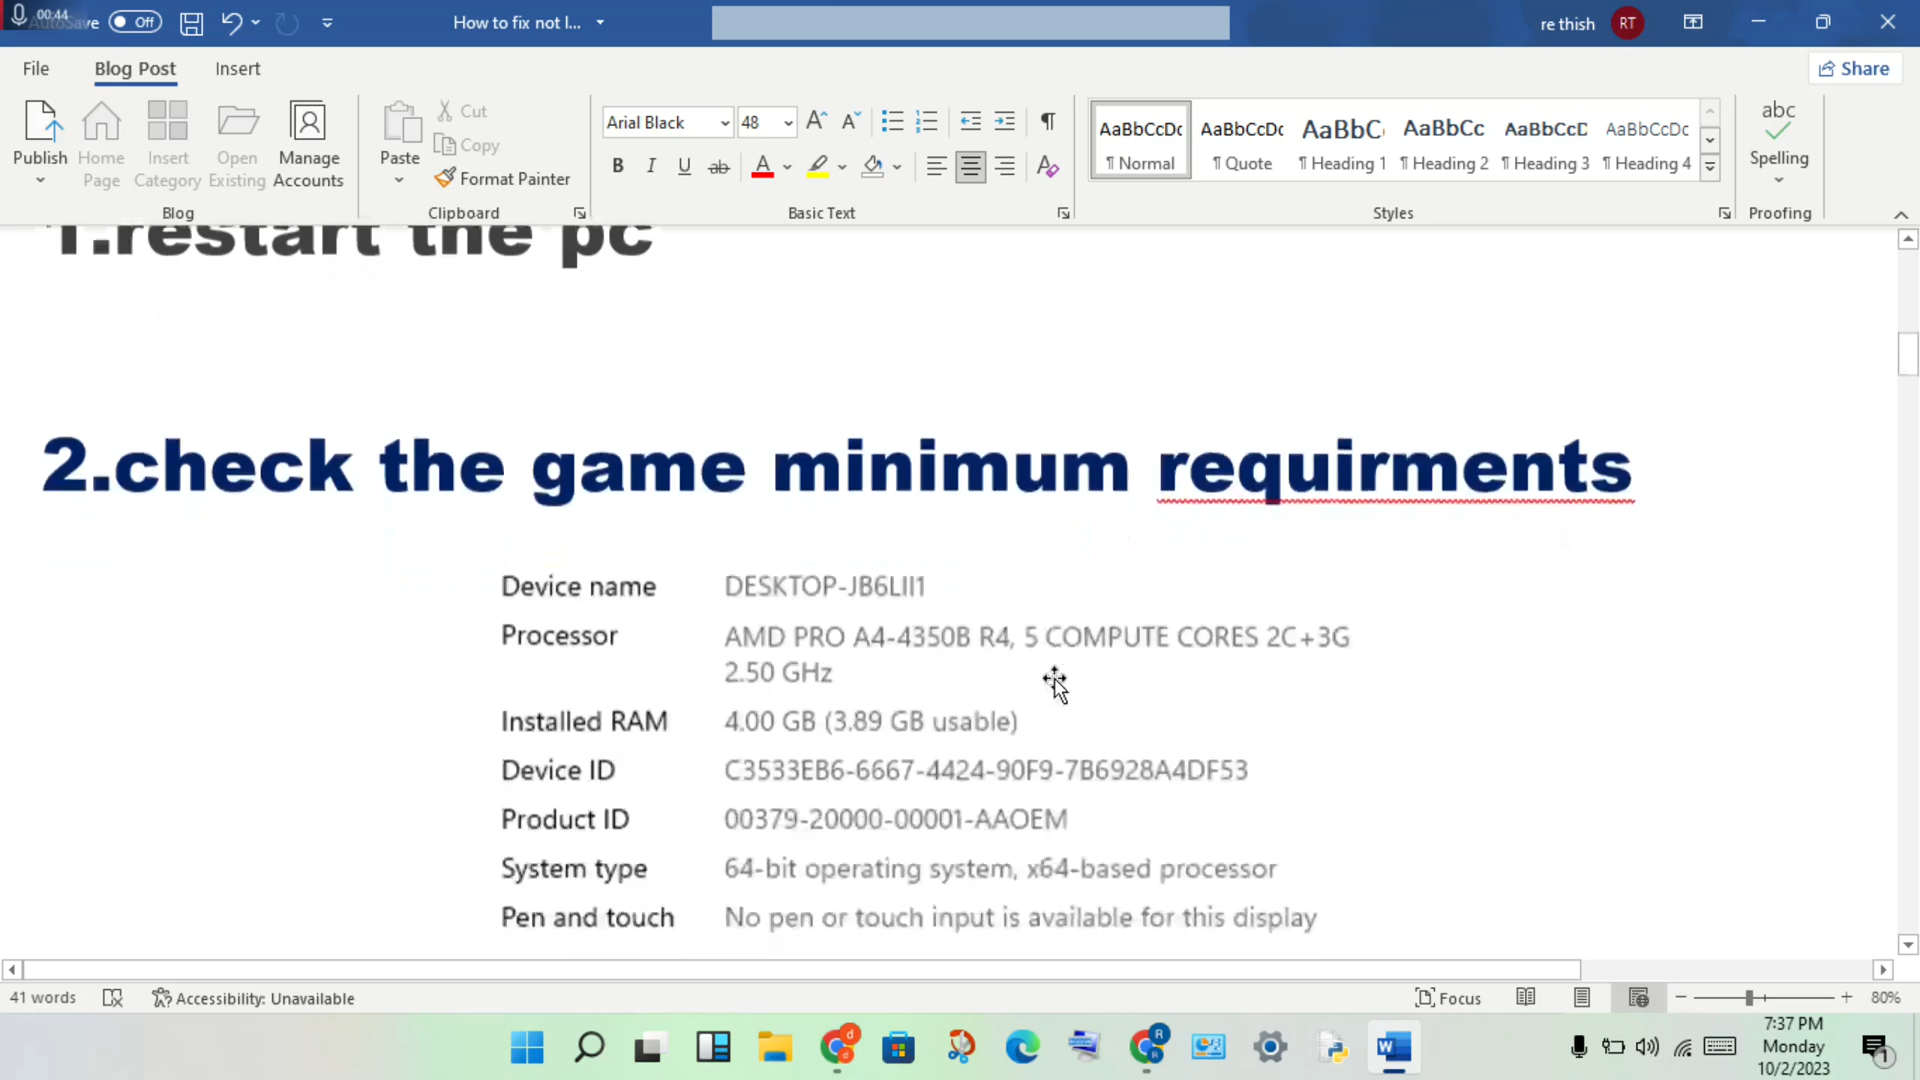 00:44
ve Off How to fix not l... re thish RT
File Blog Post Insert Share
Publish Home Page Insert Category Open Existing Manage Accounts
Paste Cut Copy Format Painter
Arial Black 48
B I U ab A
AaBbCcDc AaBbCcDc AaBbC AaBbCc AaBbCcD AaBbCcDc
¶ Normal ¶ Quote ¶ Heading 1 ¶ Heading 2 ¶ Heading 3 ¶ Heading 4
abc Spelling
Blog Clipboard Basic Text Styles Proofing
1.restart the pc
2.check the game minimum requirments
Device name DESKTOP-JB6LII1
Processor AMD PRO A4-4350B R4, 5 COMPUTE CORES 2C+3G
2.50 GHz
Installed RAM 4.00 GB (3.89 GB usable)
Device ID C3533EB6-6667-4424-90F9-7B6928A4DF53
Product ID 00379-20000-00001-AAOEM
System type 64-bit operating system, x64-based processor
Pen and touch No pen or touch input is available for this display
41 words Accessibility: Unavailable Focus 80%
7:37 PM
Monday
10/2/2023
1